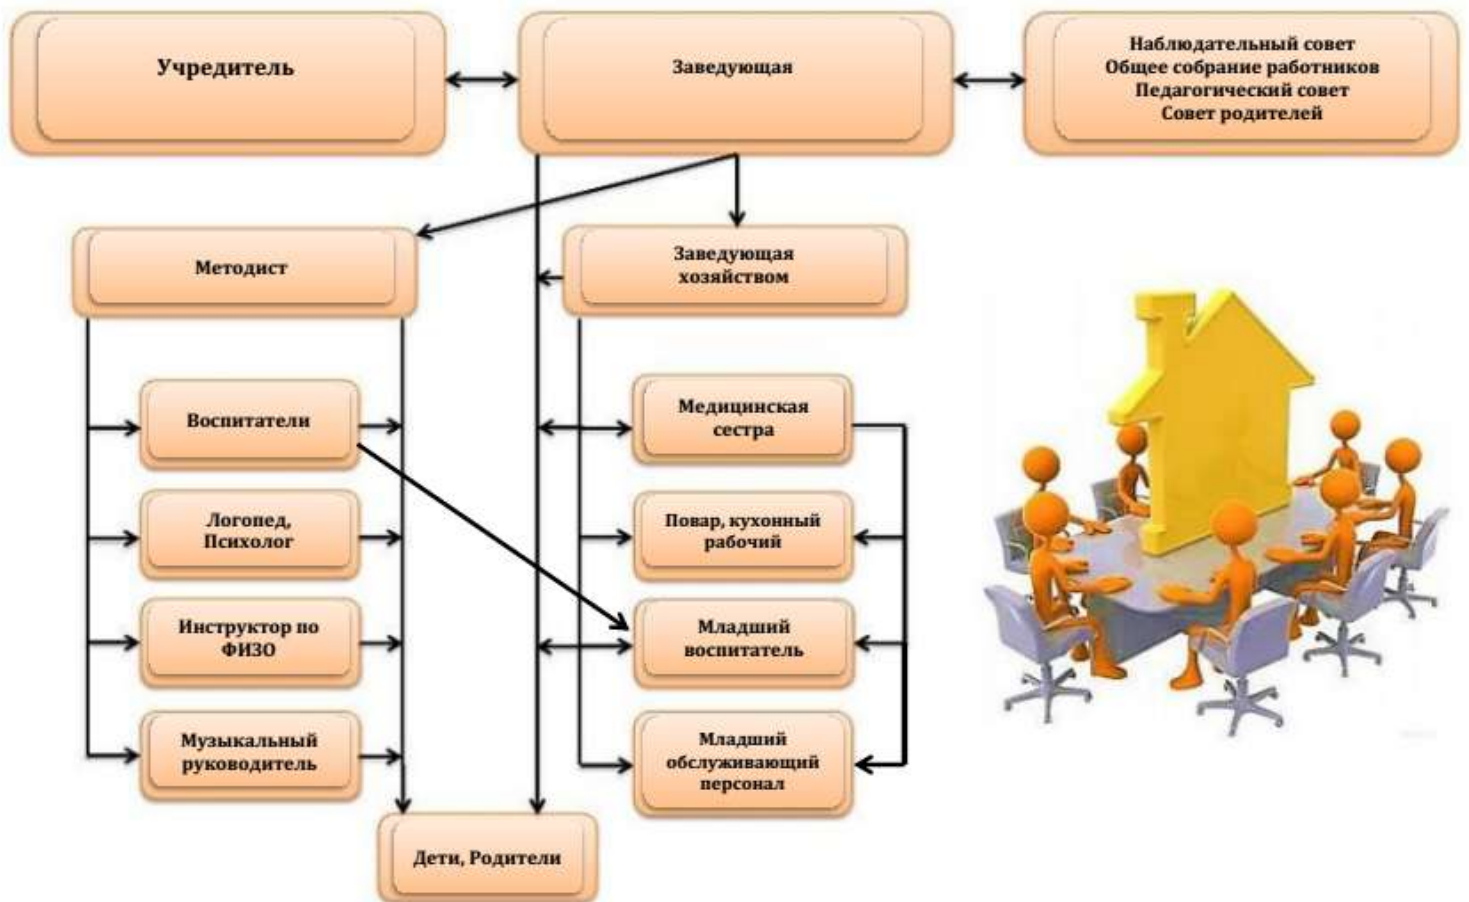 Учредитель
Заведующая
Наблюдательный совет
Общее собрание работников
Педагогический совет
Совет родителей
Методист
Заведующая
хозяйством
Воспитатели
Медицинская
сестра
Логопед,
Психолог
Повар, кухонный
рабочий
Инструктор по
ФИЗО
Младший
воспитатель
Музыкальный
руководитель
Младший
обслуживающий
персонал
Дети, Родители